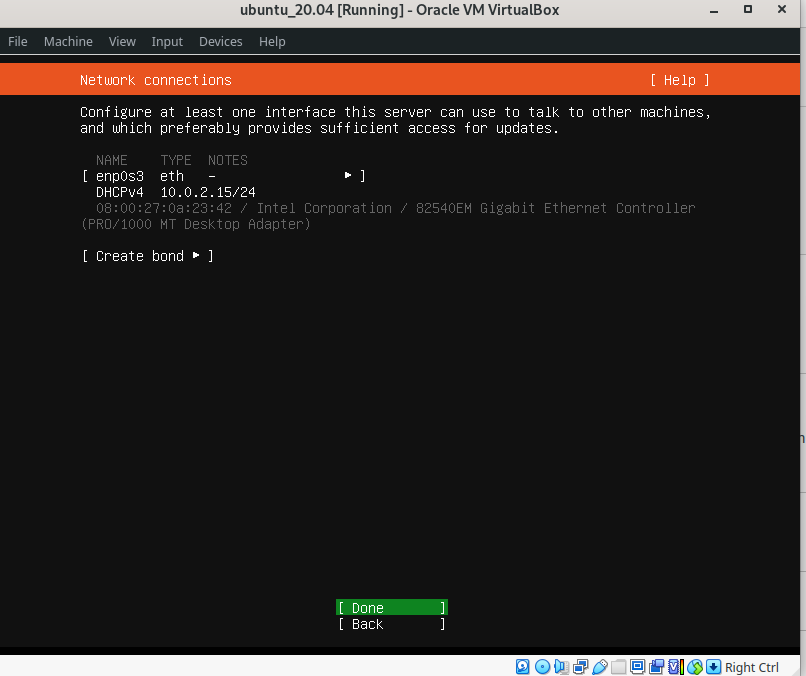 ubuntu_20.04 [Running] - Oracle VM VirtualBox
File Machine View Input Devices Help
Network connections [ Help ]
Configure at least one interface this server can use to talk to other machines,
and which preferably provides sufficient access for updates.
NAME TYPE NOTES
[ enp0s3 eth - ▸ ]
DHCPv4 10.0.2.15/24
08:00:27:0a:23:42 / Intel Corporation / 82540EM Gigabit Ethernet Controller
(PRO/1000 MT Desktop Adapter)
[ Create bond ▸ ]
[ Done ]
[ Back ]
Right Ctrl